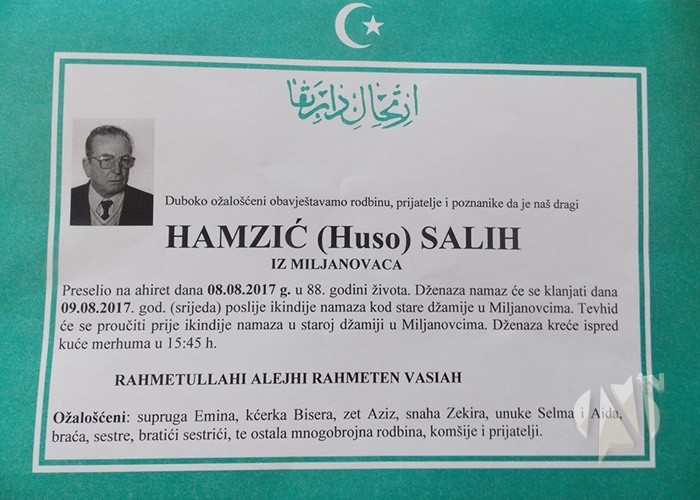 ارتحال دار بقا
Duboko ožalošćeni obavještavamo rodbinu, prijatelje i poznanike da je naš dragi
HAMZIĆ (Huso) SALIH
IZ MILJANOVACA
Preselio na ahiret dana 08.08.2017 g. u 88. godini života. Dženaza namaz će se klanjati dana
09.08.2017. god. (srijeda) poslije ikindije namaza kod stare džamije u Miljanovcima. Tevhid
će se proučiti prije ikindije namaza u staroj džamiji u Miljanovcima. Dženaza kreće ispred
kuće merhuma u 15:45 h.
RAHMETULLAHI ALEJHI RAHMETEN VASIAH
Ožalošćeni: supruga Emina, kćerka Bisera, zet Aziz, snaha Zekira, unuke Selma i Aida,
braća, sestre, bratići sestrići, te ostala mnogobrojna rodbina, komšije i prijatelji.